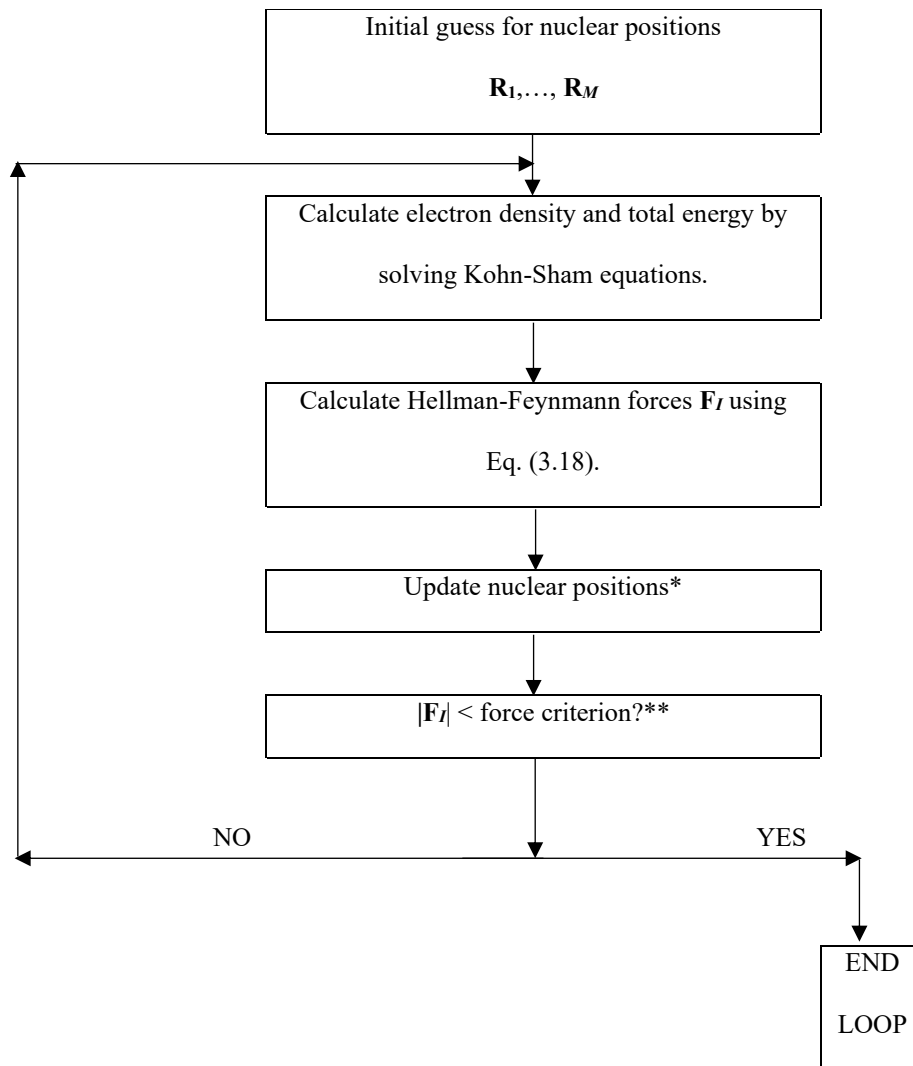 Initial guess for nuclear positions
R1,…, RM
Calculate electron density and total energy by
solving Kohn-Sham equations.
Calculate Hellman-Feynmann forces FI using
Eq. (3.18).
Update nuclear positions*
|FI| < force criterion?**
NO
YES
END
LOOP